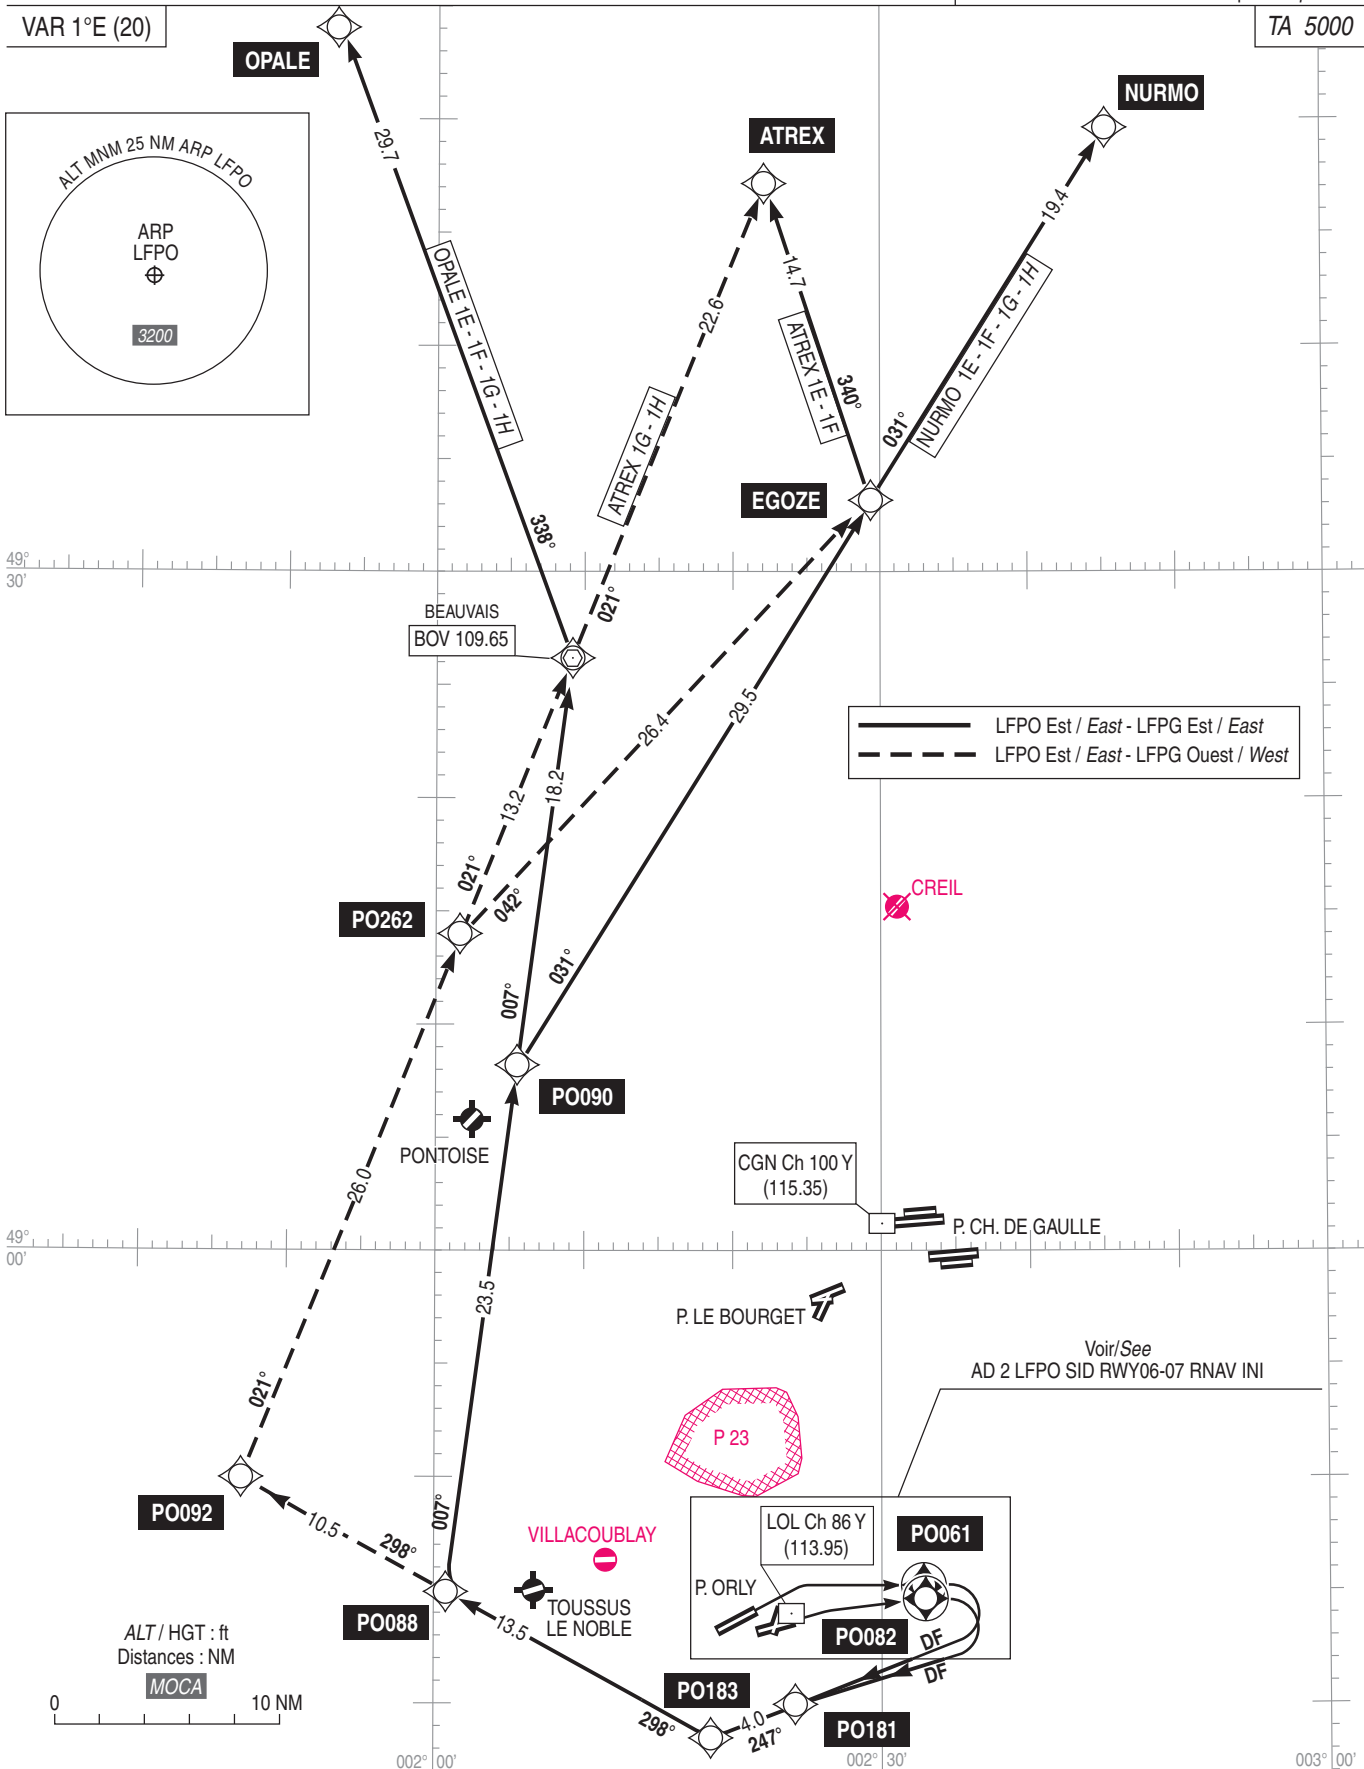 VAR 1°E (20)
TA 5000
OPALE
NURMO
ATREX
ALT MNM 25 NM ARP LFPO
ARP
LFPO
3200
29.7
19.4
14.7
22.6
OPALE 1E - 1F - 1G - 1H
ATREX 1E - 1F
NURMO 1E - 1F - 1G - 1H
ATREX 1G - 1H
340°
031°
EGOZE
338°
49°
30'
021°
BEAUVAIS
BOV 109.65
29.5
26.4
LFPO Est / East - LFPG Est / East
LFPO Est / East - LFPG Ouest / West
18.2
13.2
021°
042°
CREIL
PO262
031°
007°
PO090
PONTOISE
CGN Ch 100 Y
(115.35)
26.0
P. CH. DE GAULLE
49°
00'
23.5
P. LE BOURGET
Voir/See
AD 2 LFPO SID RWY06-07 RNAV INI
021°
P 23
PO092
10.5
298°
007°
VILLACOUBLAY
LOL Ch 86 Y
(113.95)
PO061
P. ORLY
TOUSSUS
LE NOBLE
PO088
13.5
PO082
DF
DF
ALT / HGT : ft
Distances : NM
MOCA
0
10 NM
PO183
298°
4.0
247°
PO181
002° 00'
002° 30'
003° 00'